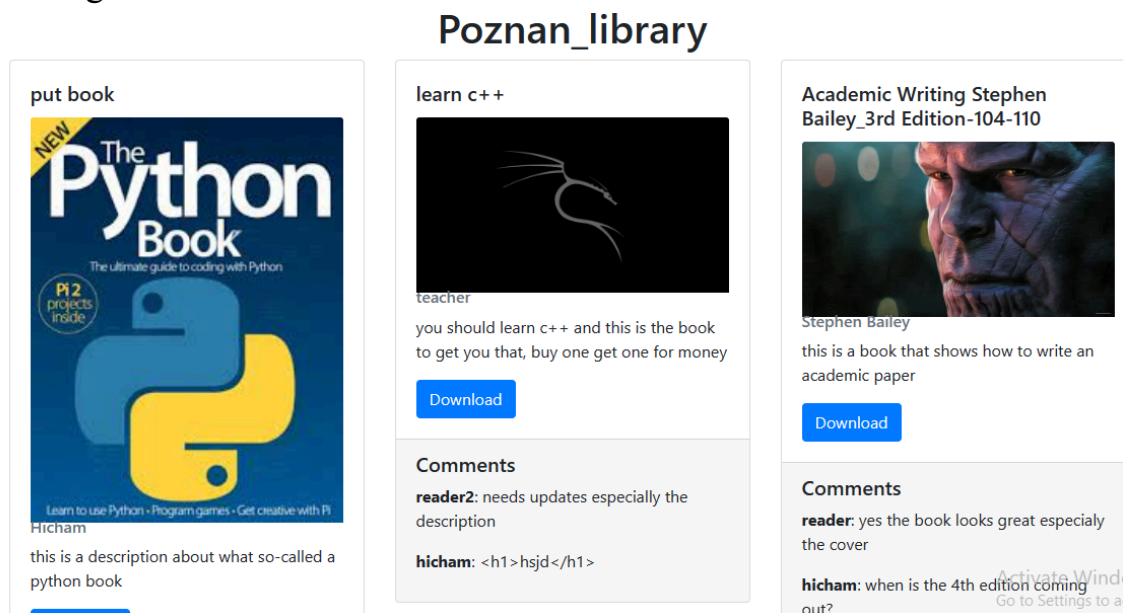 Poznan_library
put book
NEW
The
Python
Book
The ultimate guide to coding with Python
Pi 2
projects
inside
Learn to use Python • Program games • Get creative with Pi
Hicham
this is a description about what so-called a
python book
learn c++
teacher
you should learn c++ and this is the book
to get you that, buy one get one for money
Download
Comments
reader2: needs updates especially the
description
hicham: <h1>hsjd</h1>
Academic Writing Stephen
Bailey_3rd Edition-104-110
Stephen Bailey
this is a book that shows how to write an
academic paper
Download
Comments
reader: yes the book looks great especialy
the cover
hicham: when is the 4th edition coming
out?
Activate Wind
Go to Settings to a